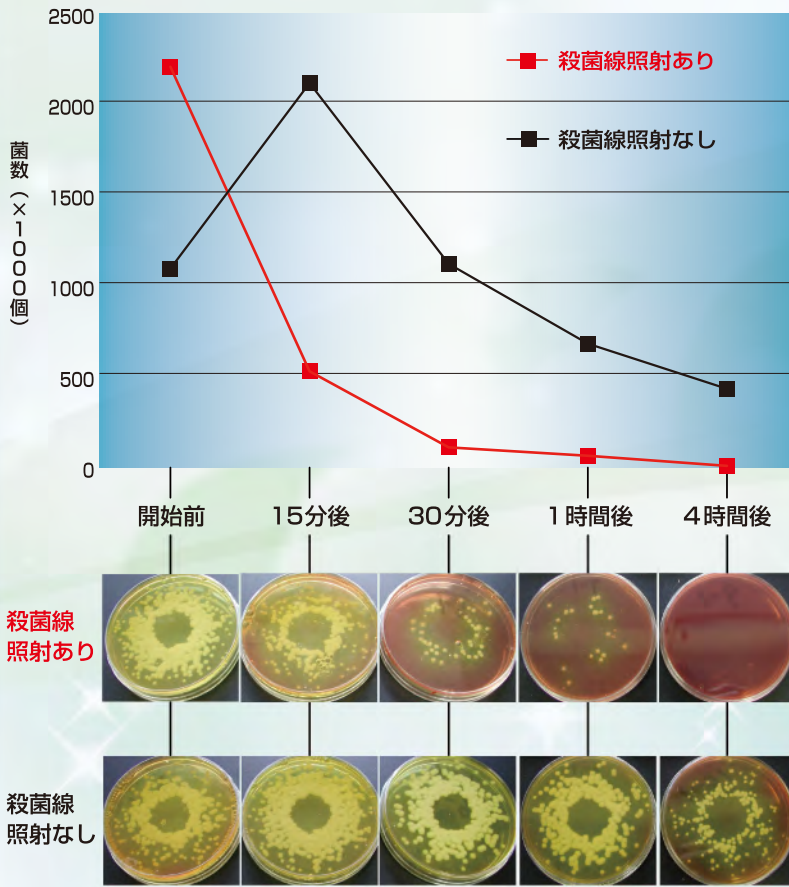 2500
2000
1500
1000
500
0
菌数（×1000個）
殺菌線照射あり
殺菌線照射なし
開始前
15分後
30分後
1時間後
4時間後
殺菌線
照射あり
殺菌線
照射なし